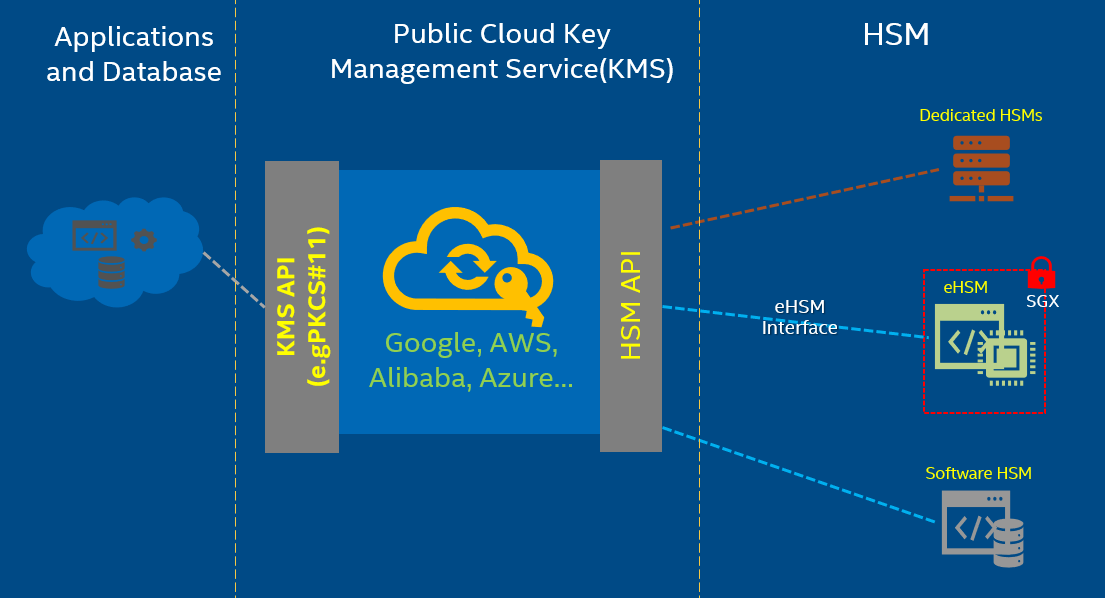 Applications
and Database
Public Cloud Key
Management Service(KMS)
HSM
KMS API
(e.gPKCS#11)
Google, AWS,
Alibaba, Azure...
HSM API
Dedicated HSMs
eHSM
Interface
eHSM
SGX
</>
Software HSM
</>
</>